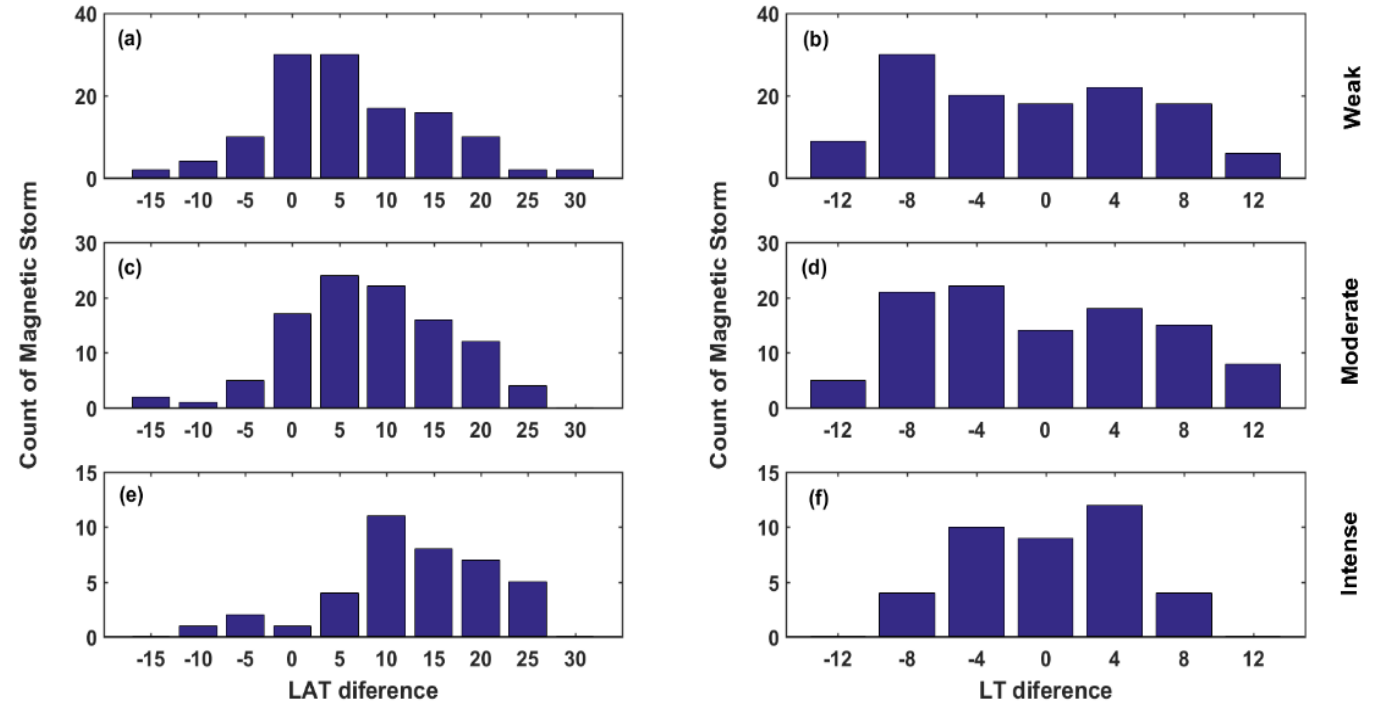 (a)
40
20
0
-15 -10 -5 0 5 10 15 20 25 30
(b)
40
20
0
-12 -8 -4 0 4 8 12
Weak
Count of Magnetic Storm
(c)
30
20
10
0
-15 -10 -5 0 5 10 15 20 25 30
Count of Magnetic Storm
(d)
30
20
10
0
-12 -8 -4 0 4 8 12
Moderate
(e)
15
10
5
0
-15 -10 -5 0 5 10 15 20 25 30
LAT diference
(f)
15
10
5
0
-12 -8 -4 0 4 8 12
LT diference
Intense